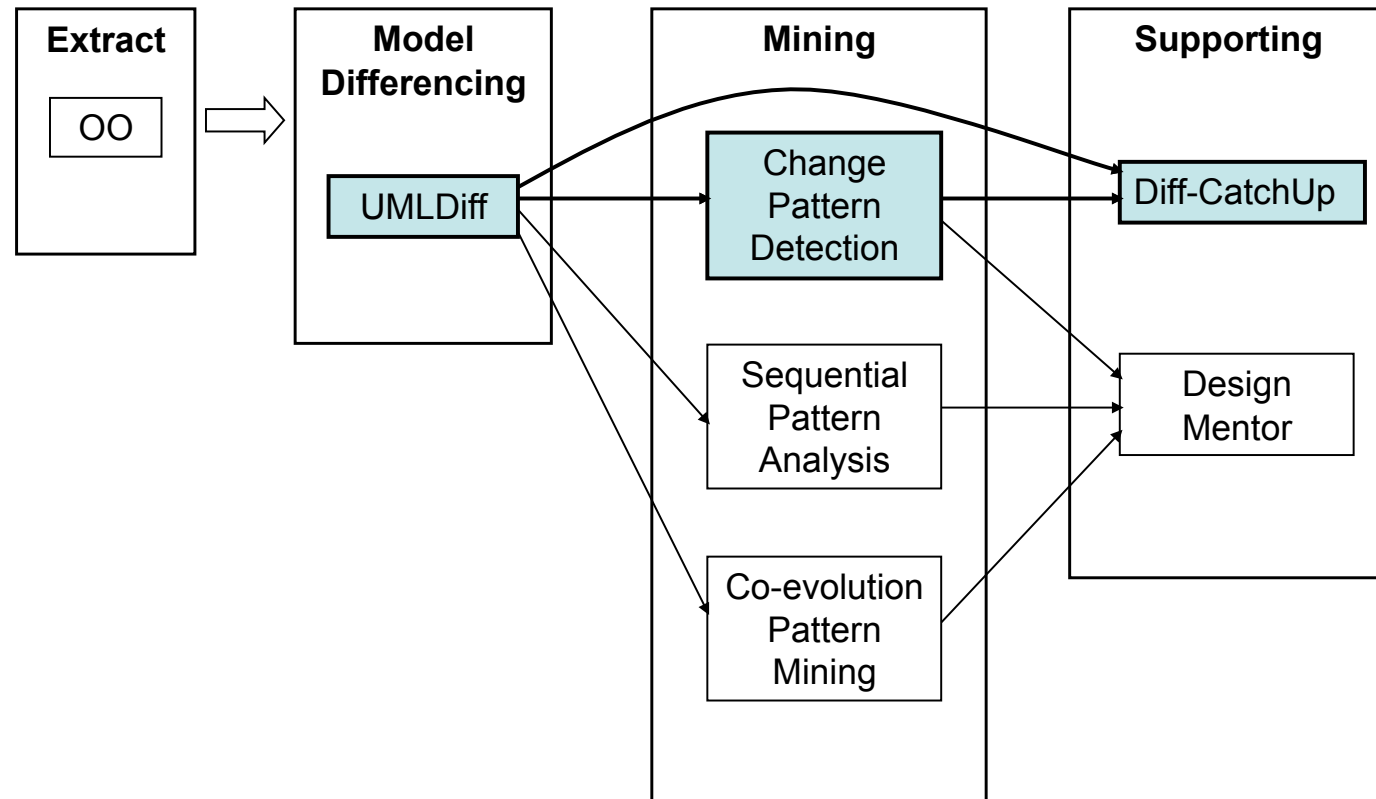 Extract
OO
Model
Differencing
UMLDiff
Mining
Change
Pattern
Detection
Sequential
Pattern
Analysis
Co-evolution
Pattern
Mining
Supporting
Diff-CatchUp
Design
Mentor